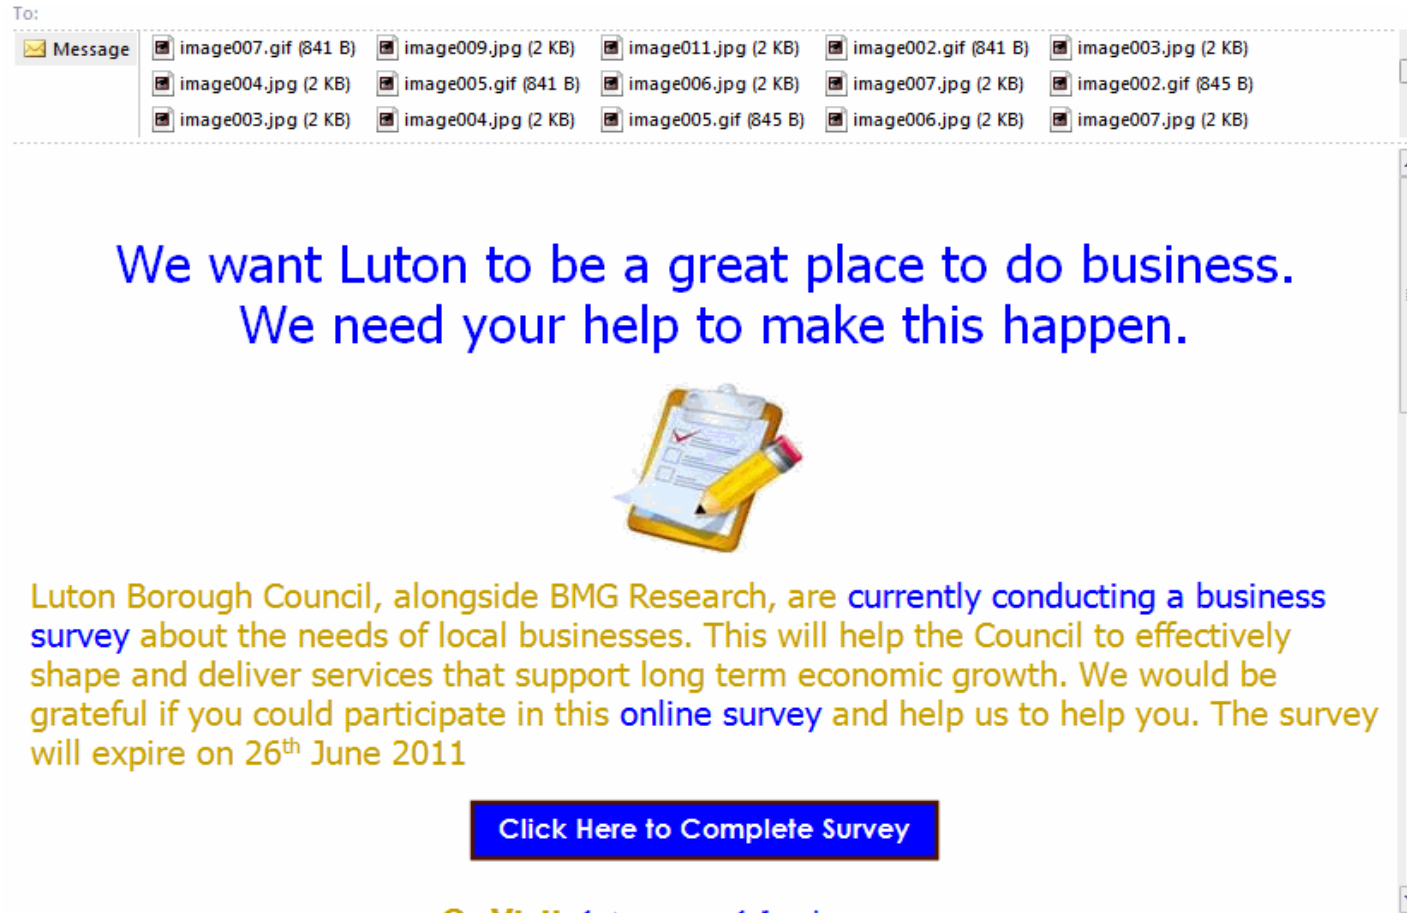 To:
Message image007.gif (841 B) image009.jpg (2 KB) image011.jpg (2 KB) image002.gif (841 B) image003.jpg (2 KB)
image004.jpg (2 KB) image005.gif (841 B) image006.jpg (2 KB) image007.jpg (2 KB) image002.gif (845 B)
image003.jpg (2 KB) image004.jpg (2 KB) image005.gif (845 B) image006.jpg (2 KB) image007.jpg (2 KB)
We want Luton to be a great place to do business.
We need your help to make this happen.
Luton Borough Council, alongside BMG Research, are currently conducting a business
survey about the needs of local businesses. This will help the Council to effectively
shape and deliver services that support long term economic growth. We would be
grateful if you could participate in this online survey and help us to help you. The survey
will expire on 26th June 2011
Click Here to Complete Survey